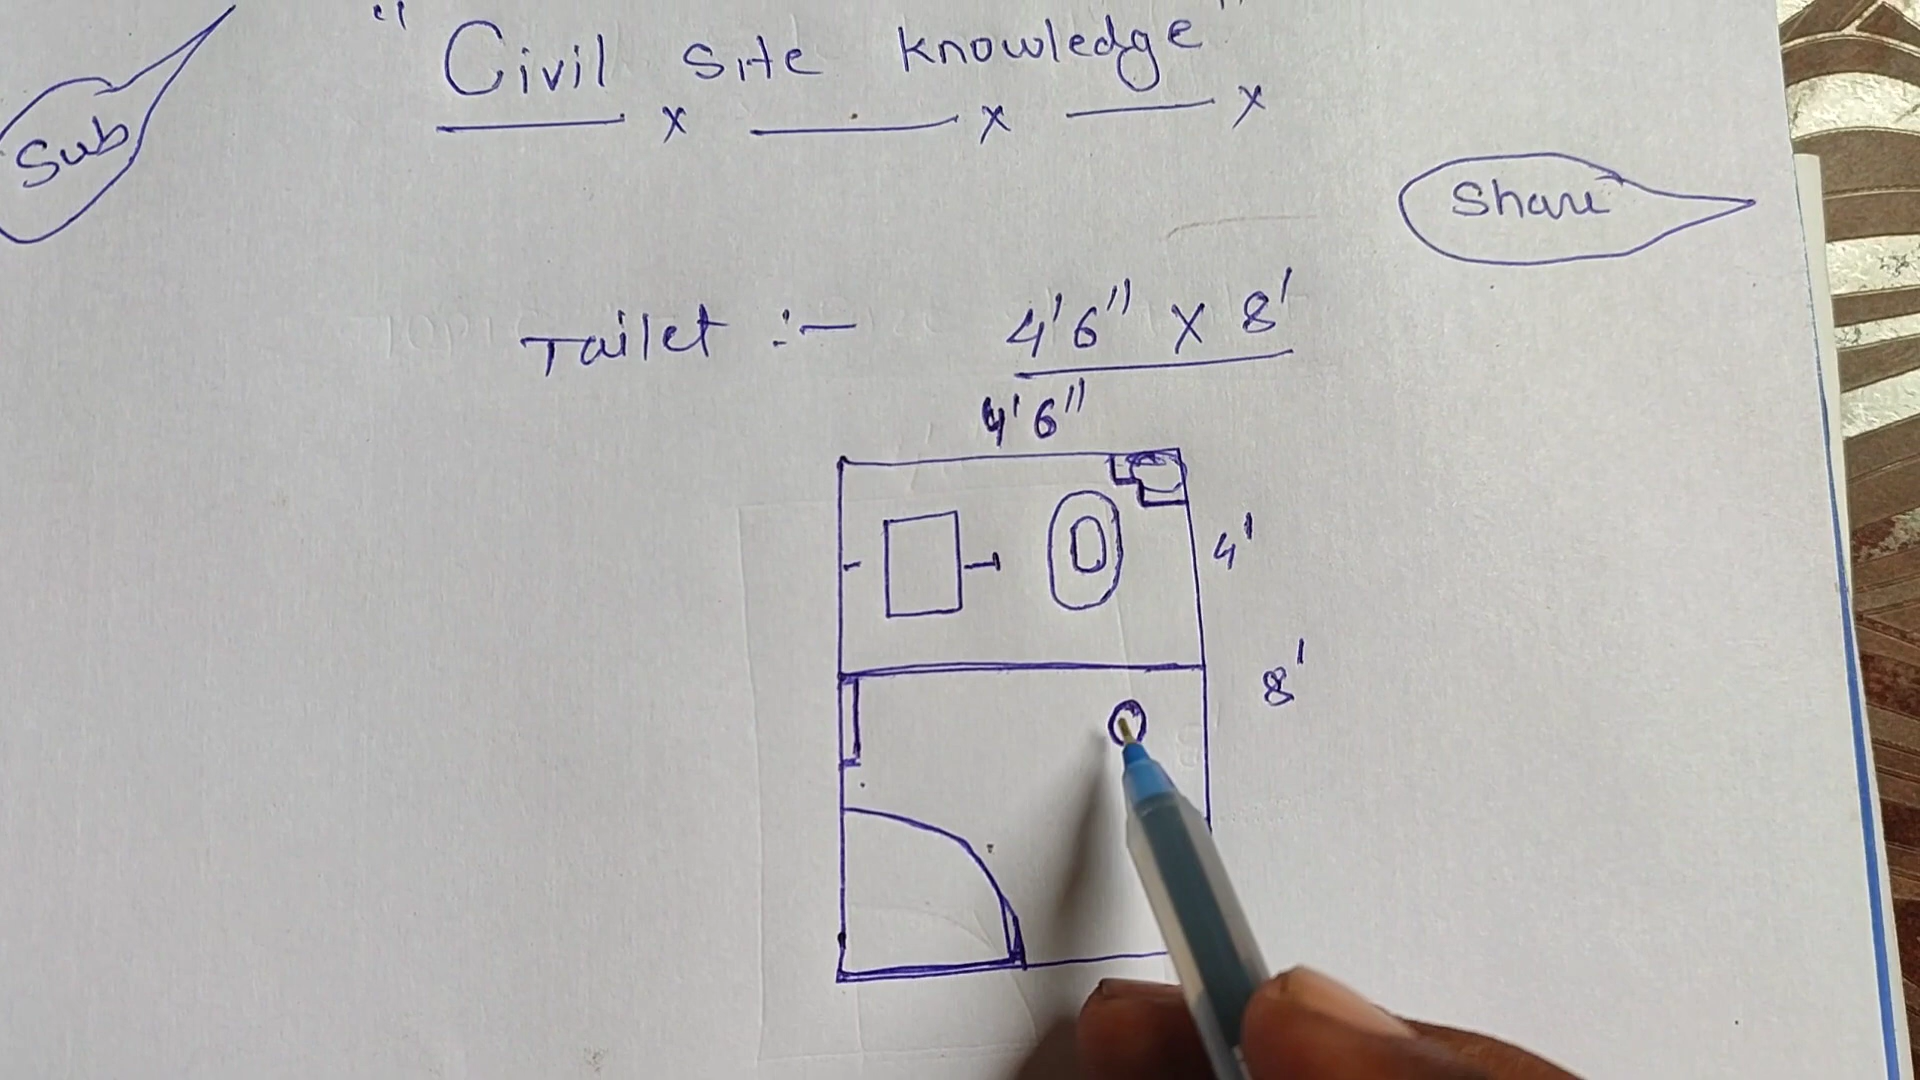 "Civil Site Knowledge"
x x x
Sub
Share
Tailet :- 4'6" X 8'
4'6"
4'
8'